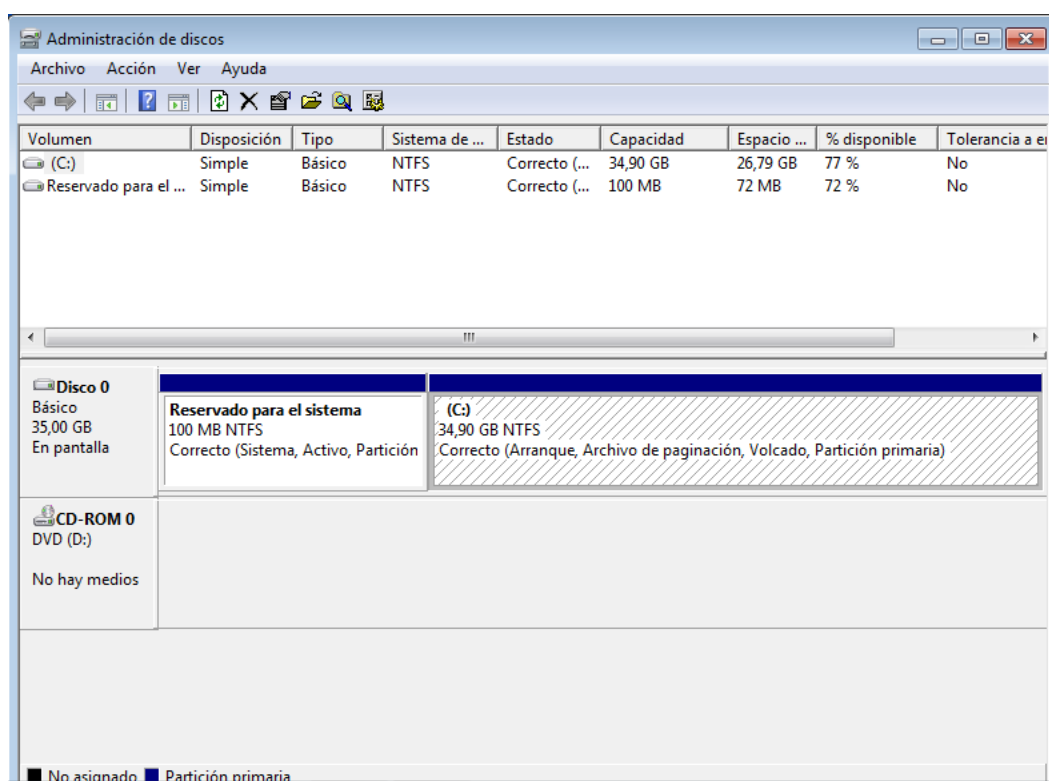 Administración de discos
Archivo Acción Ver Ayuda
Volumen Disposición Tipo Sistema de ... Estado Capacidad Espacio ... % disponible Tolerancia a er
(C:) Simple Básico NTFS Correcto (... 34,90 GB 26,79 GB 77 % No
Reservado para el ... Simple Básico NTFS Correcto (... 100 MB 72 MB 72 % No
Disco 0
Básico
35,00 GB
En pantalla
Reservado para el sistema
100 MB NTFS
Correcto (Sistema, Activo, Partición
(C:)
34,90 GB NTFS
Correcto (Arranque, Archivo de paginación, Volcado, Partición primaria)
CD-ROM 0
DVD (D:)
No hay medios
No asignado Partición primaria